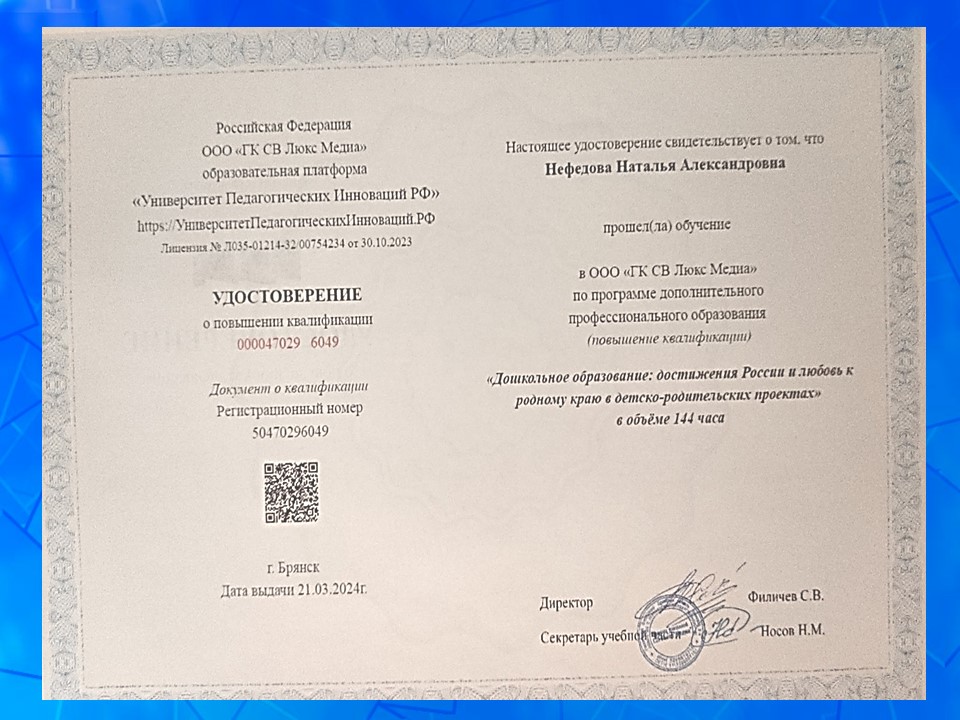 Российская Федерация
ООО «ГК СВ Люкс Медиа»
образовательная платформа
«Университет Педагогических Инноваций РФ»
https://УниверситетПедагогическихИнноваций.РФ
Лицензия № Л035-01214-32/00754234 от 30.10.2023
УДОСТОВЕРЕНИЕ
о повышении квалификации
000047029 6049
Документ о квалификации
Регистрационный номер
50470296049
г. Брянск
Дата выдачи 21.03.2024г.
Настоящее удостоверение свидетельствует о том, что
Нефедова Наталья Александровна
прошел(ла) обучение
в ООО «ГК СВ Люкс Медиа»
по программе дополнительного
профессионального образования
(повышение квалификации)
«Дошкольное образование: достижения России и любовь к
родному краю в детско-родительских проектах»
в объёме 144 часа
Директор Филичев С.В.
Секретарь учебной части Носов Н.М.